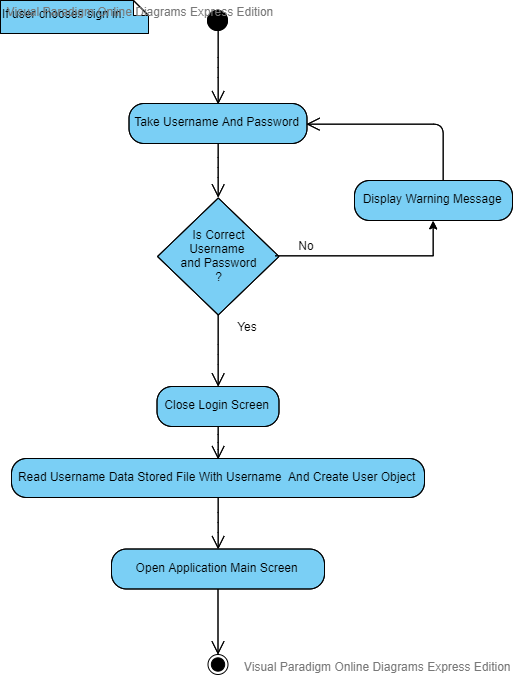 If user chooses sign in.
Visual Paradigm Online Diagrams Express Edition
Take Username And Password
Display Warning Message
Is Correct
Username
and Password
?
No
Yes
Close Login Screen
Read Username Data Stored File With Username And Create User Object
Open Application Main Screen
Visual Paradigm Online Diagrams Express Edition